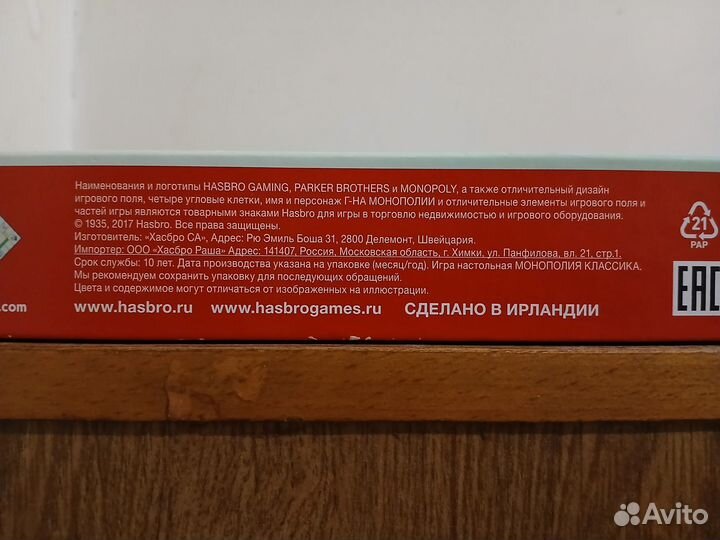 Наименования и логотипы HASBRO GAMING, PARKER BROTHERS и MONOPOLY, а также отличительный дизайн
игрового поля, четыре угловые клетки, имя и персонаж Г-НА МОНОПОЛИИ и отличительные элементы игрового поля и
частей игры являются товарными знаками Hasbro для игры в торговлю недвижимостью и игрового оборудования.
© 1935, 2017 Hasbro. Все права защищены.
Изготовитель: «Хасбро СА», Адрес: Рю Эмиль Боша 31, 2800 Делемонт, Швейцария.
Импортер: ООО «Хасбро Раша» Адрес: 141407, Россия, Московская область, г. Химки, ул. Панфилова, вл. 21, стр.1.
Срок службы: 10 лет. Дата производства указана на упаковке (месяц/год). Игра настольная МОНОПОЛИЯ КЛАССИКА.
Мы рекомендуем сохранить упаковку для последующих обращений.
Цвета и содержимое могут отличаться от изображенных на иллюстрации.
s.com www.hasbro.ru www.hasbrogames.ru СДЕЛАНО В ИРЛАНДИИ
21
PAP
EAC
Avito